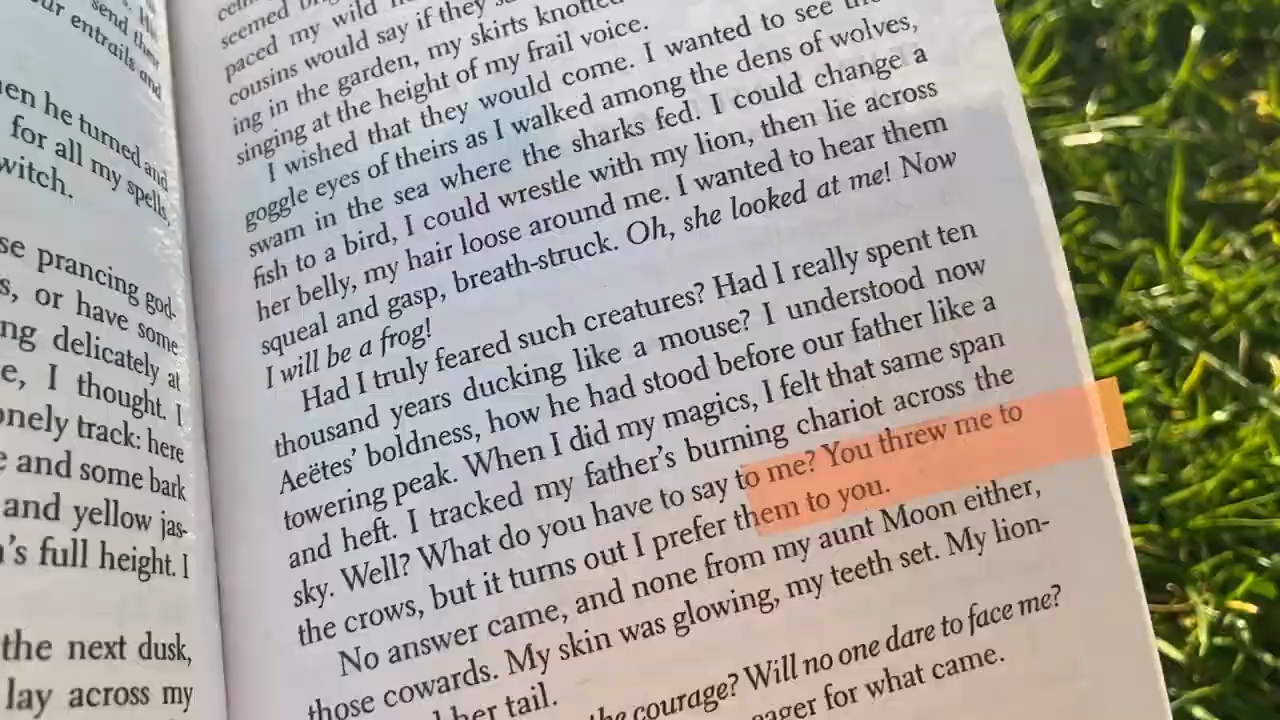 send them
ur entrails and
en he turned and
for all my spells,
witch.
se prancing god-
s, or have some
ng delicately at
e, I thought. I
onely track: here
e and some bark
and yellow jas-
's full height. I
the next dusk,
lay across my
seemed
paced my wild
cousins would say if they
ing in the garden, my skirts knotted
singing at the height of my frail voice.
I wished that they would come. I wanted to see
goggle eyes of theirs as I walked among the dens of wolves,
swam in the sea where the sharks fed. I could change a
fish to a bird, I could wrestle with my lion, then lie across
her belly, my hair loose around me. I wanted to hear them
squeal and gasp, breath-struck. Oh, she looked at me! Now
I will be a frog!
Had I truly feared such creatures? Had I really spent ten
thousand years ducking like a mouse? I understood now
Aeëtes' boldness, how he had stood before our father like a
towering peak. When I did my magics, I felt that same span
and heft. I tracked my father's burning chariot across the
sky. Well? What do you have to say to me? You threw me to
the crows, but it turns out I prefer them to you.
No answer came, and none from my aunt Moon either,
those cowards. My skin was glowing, my teeth set. My lion-
her tail.
the courage? Will no one dare to face me?
eager for what came.